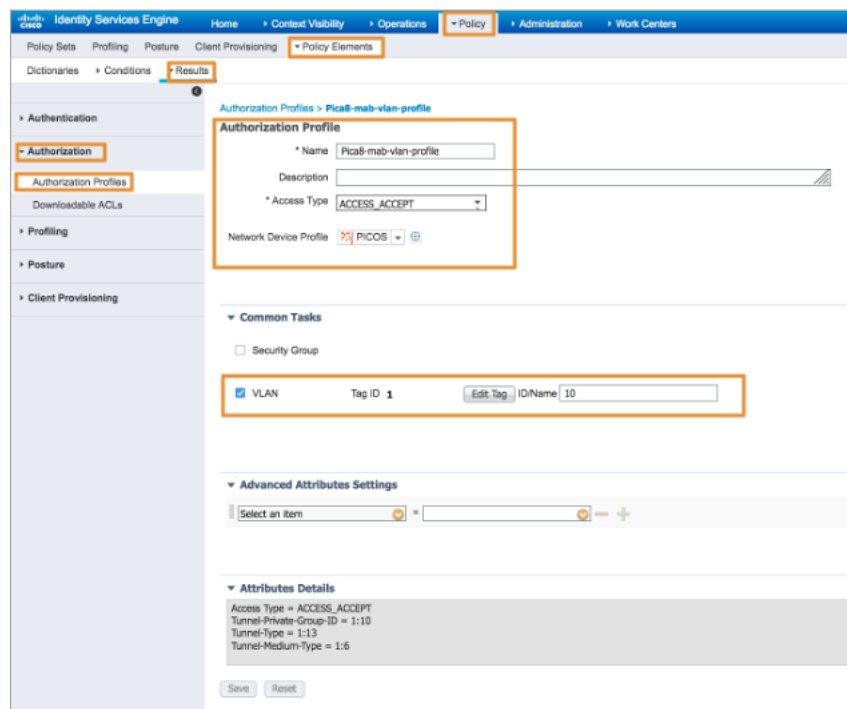 cisco Identity Services Engine Home Context Visibility Operations Policy Administration Work Centers
Policy Sets Profiling Posture Client Provisioning Policy Elements
Dictionaries Conditions Results
Authentication
Authorization
Authorization Profiles
Downloadable ACLs
Profiling
Posture
Client Provisioning
Authorization Profiles > Pica8-mab-vlan-profile
Authorization Profile
* Name Pica8-mab-vlan-profile
Description
* Access Type ACCESS_ACCEPT
Network Device Profile PICOS
Common Tasks
Security Group
VLAN Tag ID 1 Edit Tag ID/Name 10
Advanced Attributes Settings
Select an item =
Attributes Details
Access Type = ACCESS_ACCEPT
Tunnel-Private-Group-ID = 1:10
Tunnel-Type = 1:13
Tunnel-Medium-Type = 1:6
Save Reset